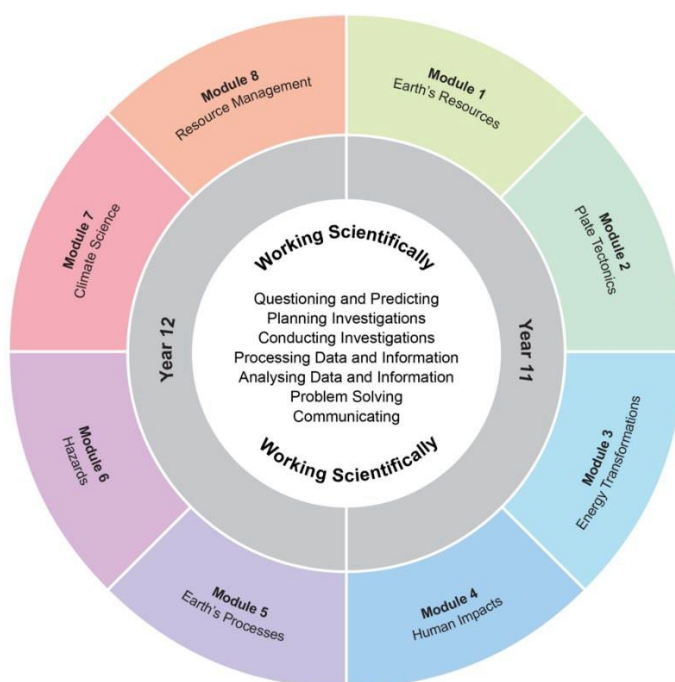 Module 8
Resource Management
Module 1
Earth's Resources
Module 7
Climate Science
Module 2
Plate Tectonics
Year 12
Year 11
Working Scientifically
Questioning and Predicting
Planning Investigations
Conducting Investigations
Processing Data and Information
Analysing Data and Information
Problem Solving
Communicating
Working Scientifically
Module 6
Hazards
Module 3
Energy Transformations
Module 5
Earth's Processes
Module 4
Human Impacts